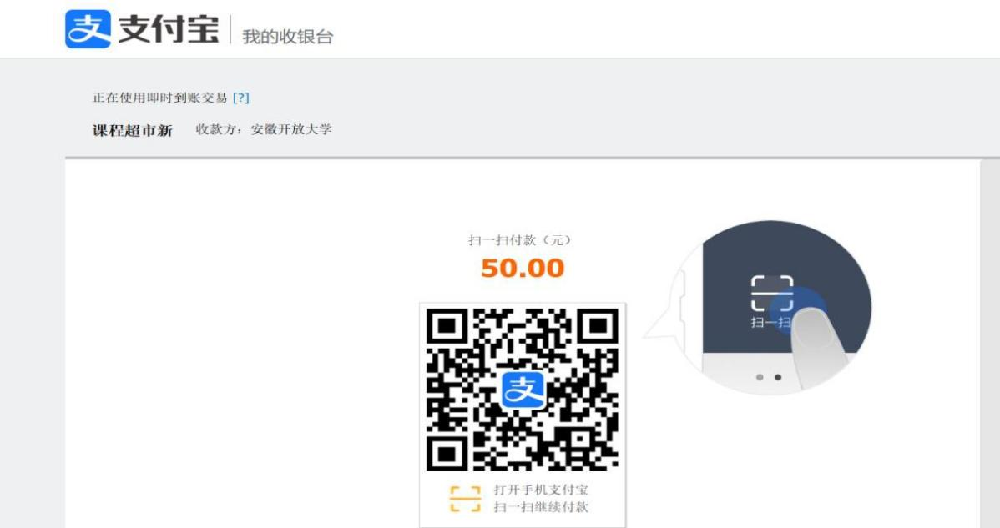 支付宝 我的收银台
正在使用即时到账交易 [?]
课程超市新 收款方：安徽开放大学
扫一扫付款（元）
50.00
扫一扫
支
打开手机支付宝
扫一扫继续付款